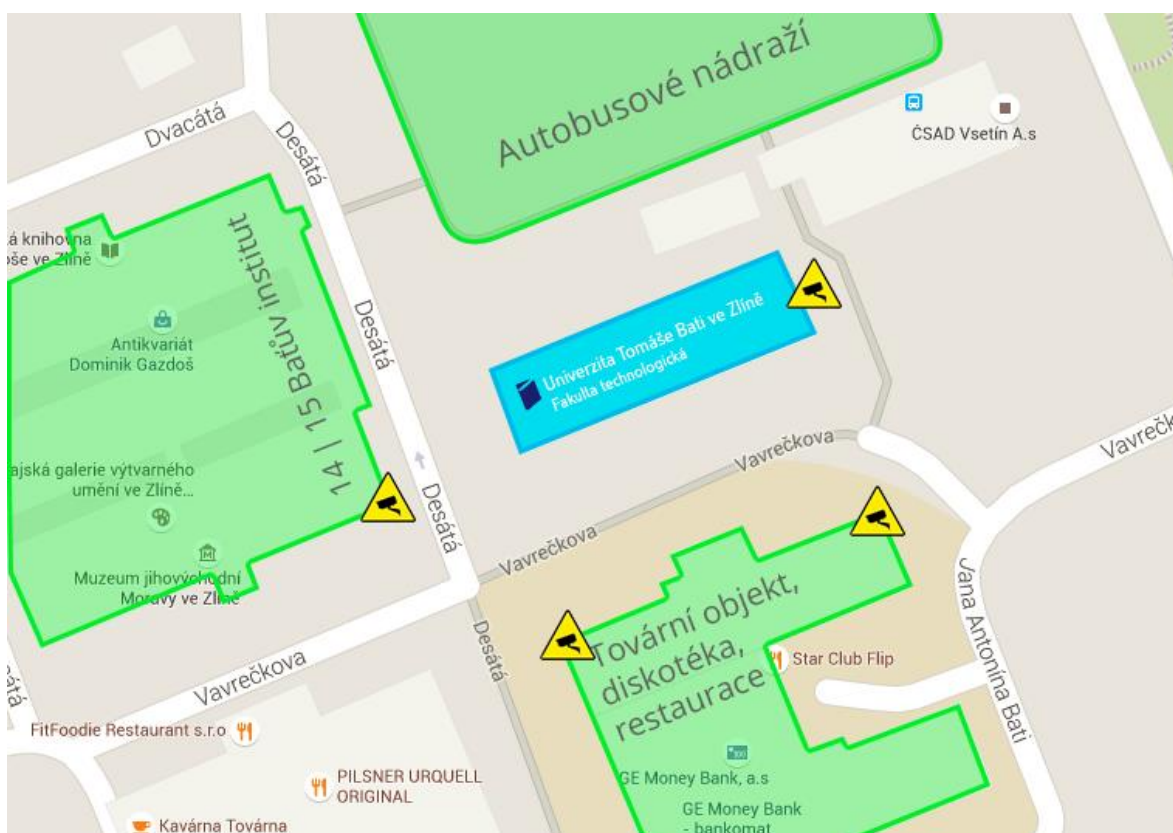 Autobusové nádraží
ČSAD Vsetín A.s
Dvacátá
Desátá
á knihovna
oše ve Zlíně
14 | 15 Baťův institut
Antikvariát
Dominik Gazdoš
Desátá
Univerzita Tomáše Bati ve Zlíně
Fakulta technologická
ajská galerie výtvarného
umění ve Zlíně...
Desátá
Vavrečkova
Vavrečk
Muzeum jihovýchodní
Moravy ve Zlíně
Vavrečkova
Vavrečkova
Desátá
Jana Antonína Bati
Tovární objekt,
diskotéka,
restaurace
Star Club Flip
sátá
FitFoodie Restaurant s.r.o
PILSNER URQUELL
ORIGINAL
GE Money Bank, a.s
GE Money Bank
- bankomat
Kavárna Továrna